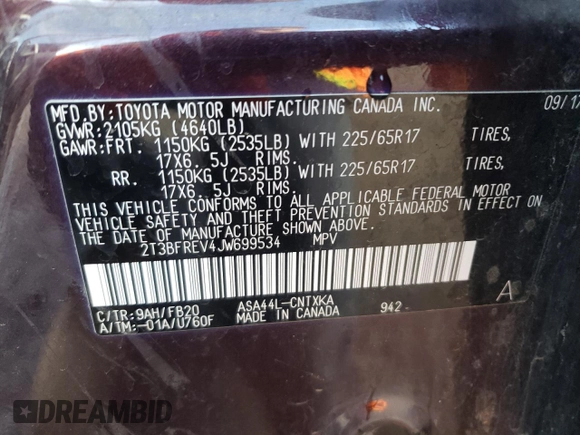 MFD.BY:TOYOTA MOTOR MANUFACTURING CANADA INC. 09/17
GVWR:2105KG (4640LB)
GAWR:FRT. 1150KG (2535LB) WITH 225/65R17 TIRES,
17X6. 5J RIMS.
RR. 1150KG (2535LB) WITH 225/65R17 TIRES,
17X6. 5J RIMS.
THIS VEHICLE CONFORMS TO ALL APPLICABLE FEDERAL MOTOR
VEHICLE SAFETY AND THEFT PREVENTION STANDARDS IN EFFECT ON
THE DATE OF MANUFACTURE SHOWN ABOVE.
2T3BFREV4JW699534 MPV
C/TR:9AH/FB20 ASA44L-CNTXKA 942 A
A/TM:-01A/U760F MADE IN CANADA
DREAMBID